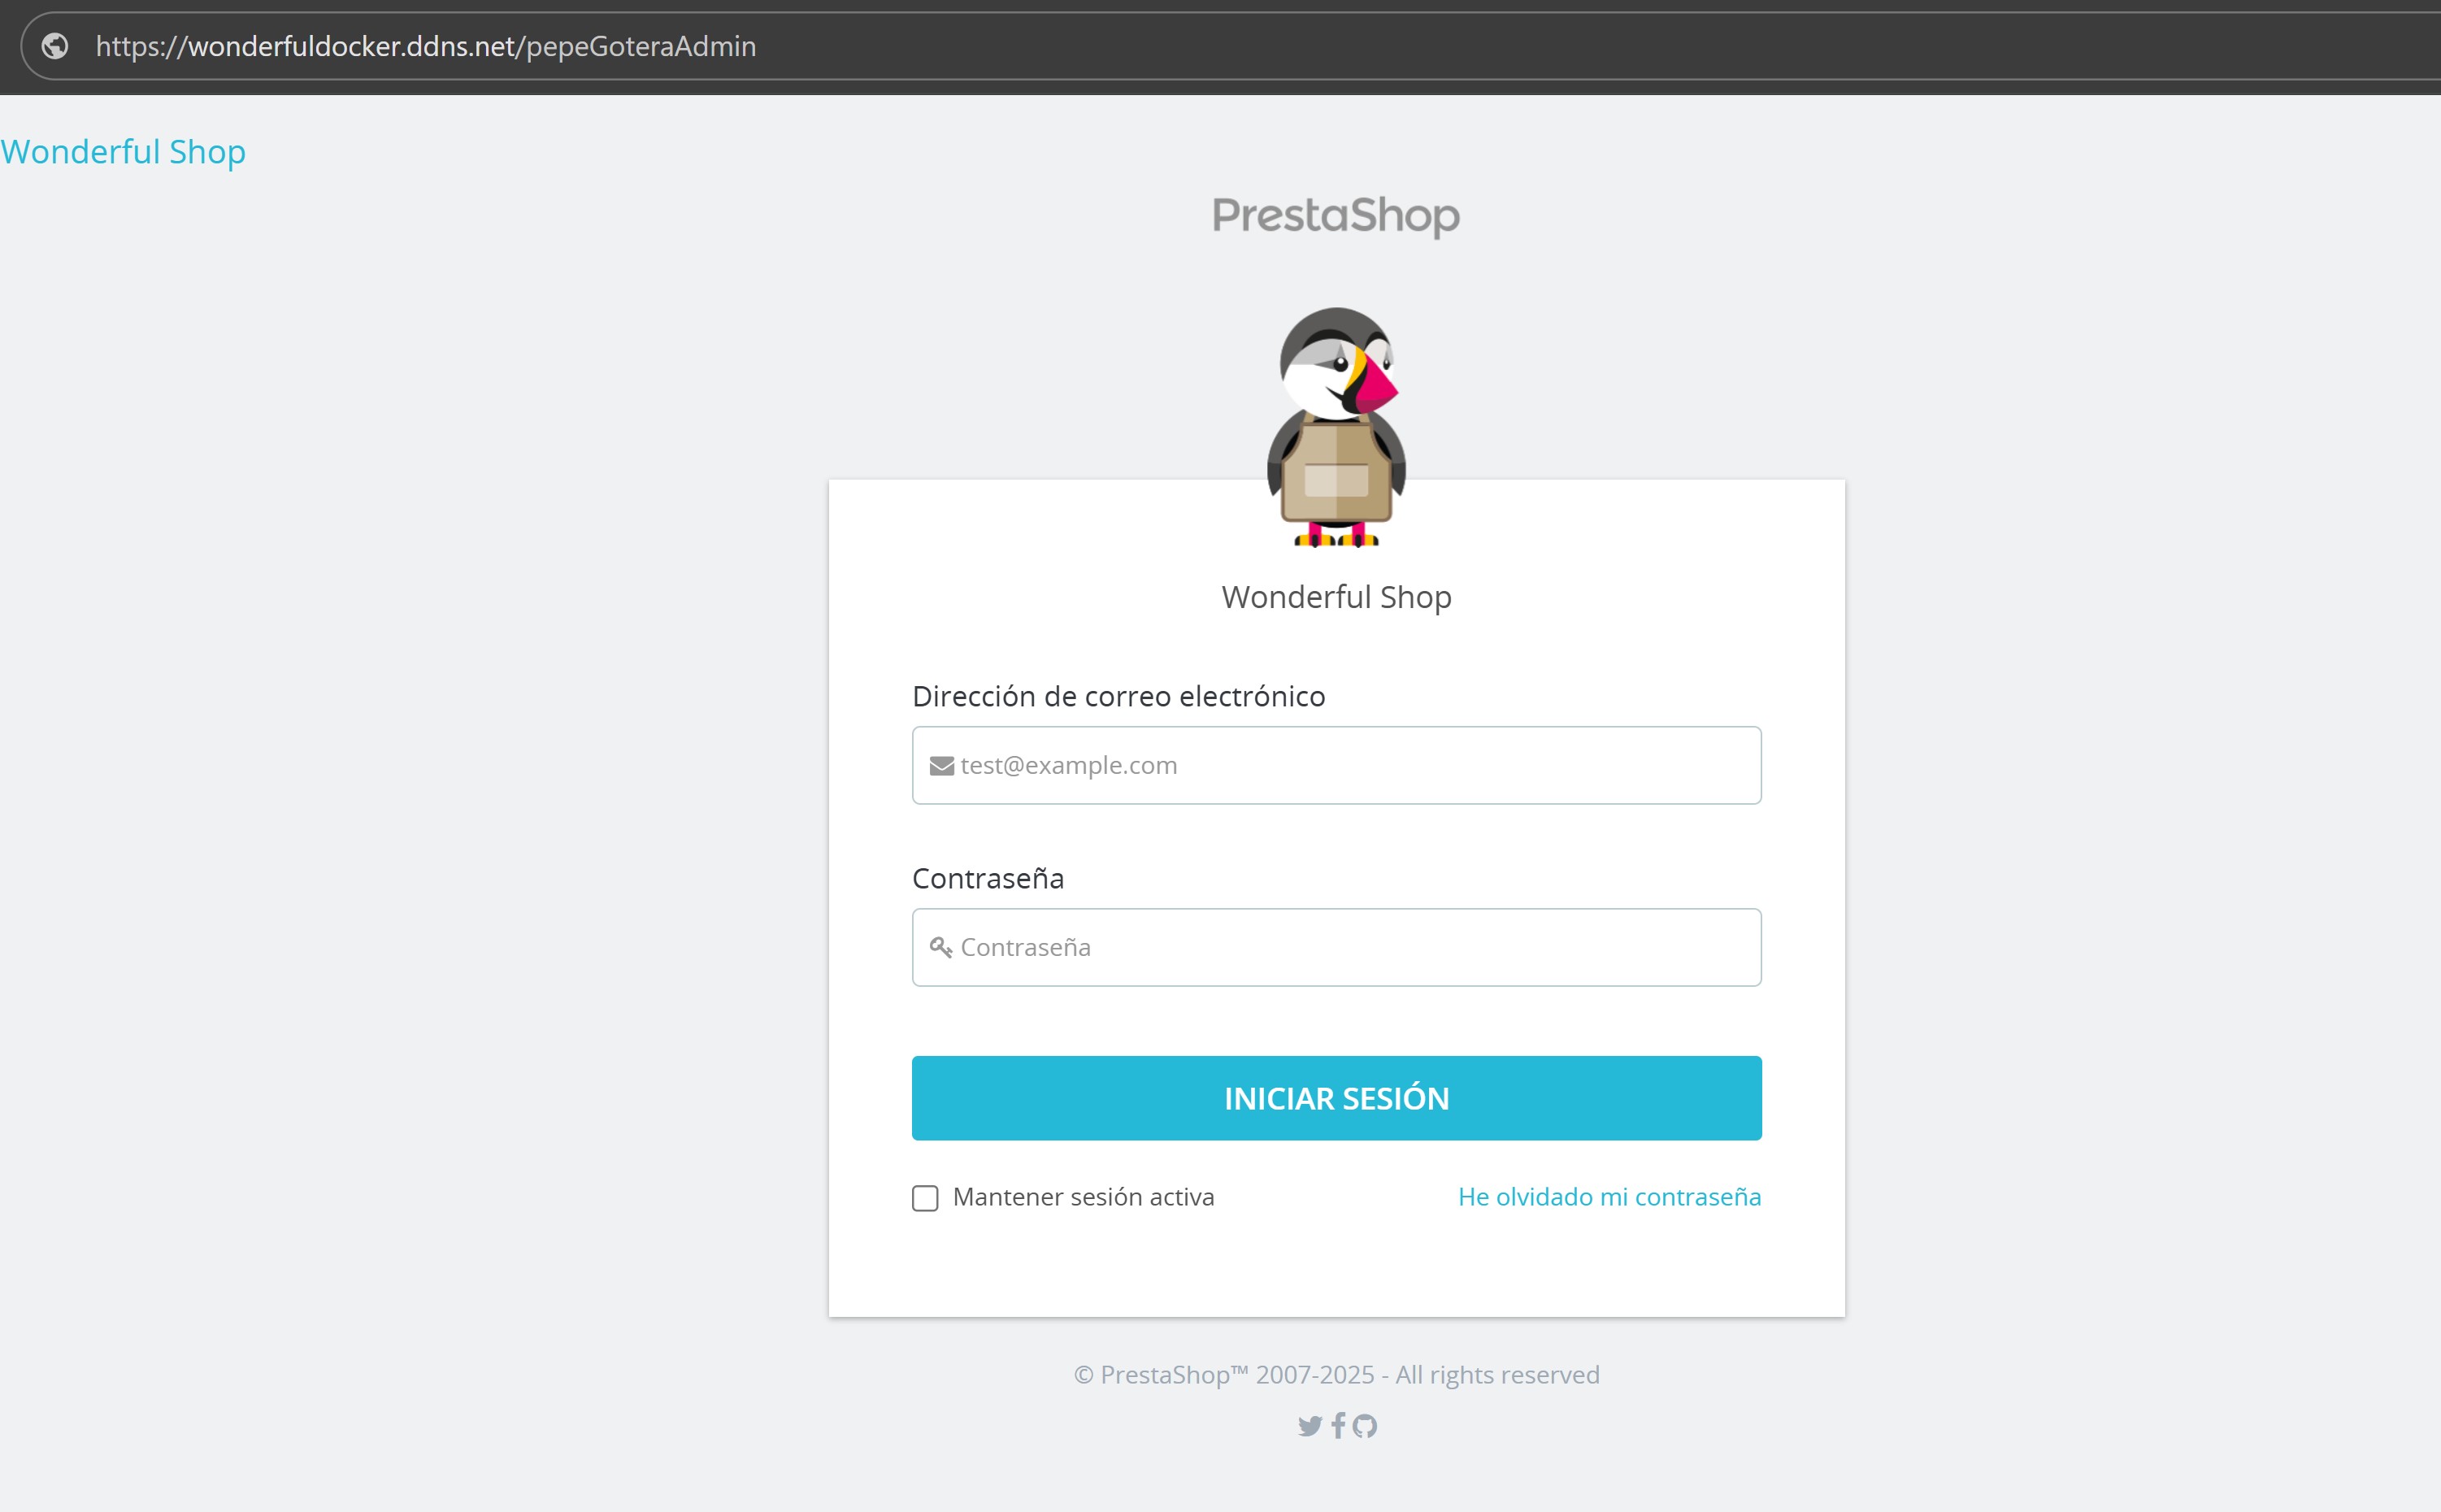 https://wonderfuldocker.ddns.net/pepeGoteraAdmin
Wonderful Shop
PrestaShop
Wonderful Shop
Dirección de correo electrónico
test@example.com
Contraseña
Contraseña
INICIAR SESIÓN
Mantener sesión activa
He olvidado mi contraseña
© PrestaShop™ 2007-2025 - All rights reserved